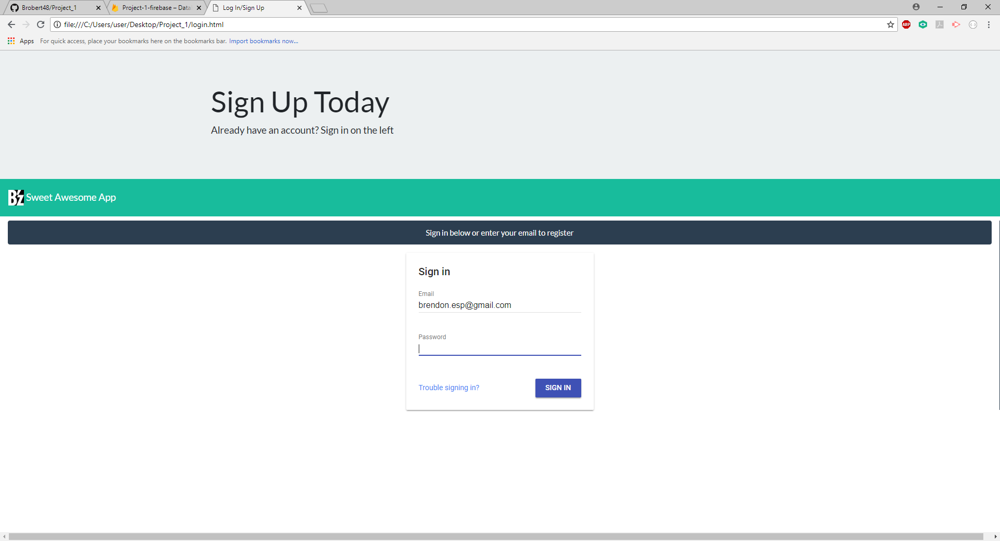 Brobert48/Project_1
Project-1-firebase – Data
Log In/Sign Up
file:///C:/Users/user/Desktop/Project_1/login.html
ABP
Apps
For quick access, place your bookmarks here on the bookmarks bar. Import bookmarks now...
Sign Up Today
Already have an account? Sign in on the left
B'z Sweet Awesome App
Sign in below or enter your email to register
Sign in
Email
brendon.esp@gmail.com
Password
Trouble signing in?
SIGN IN